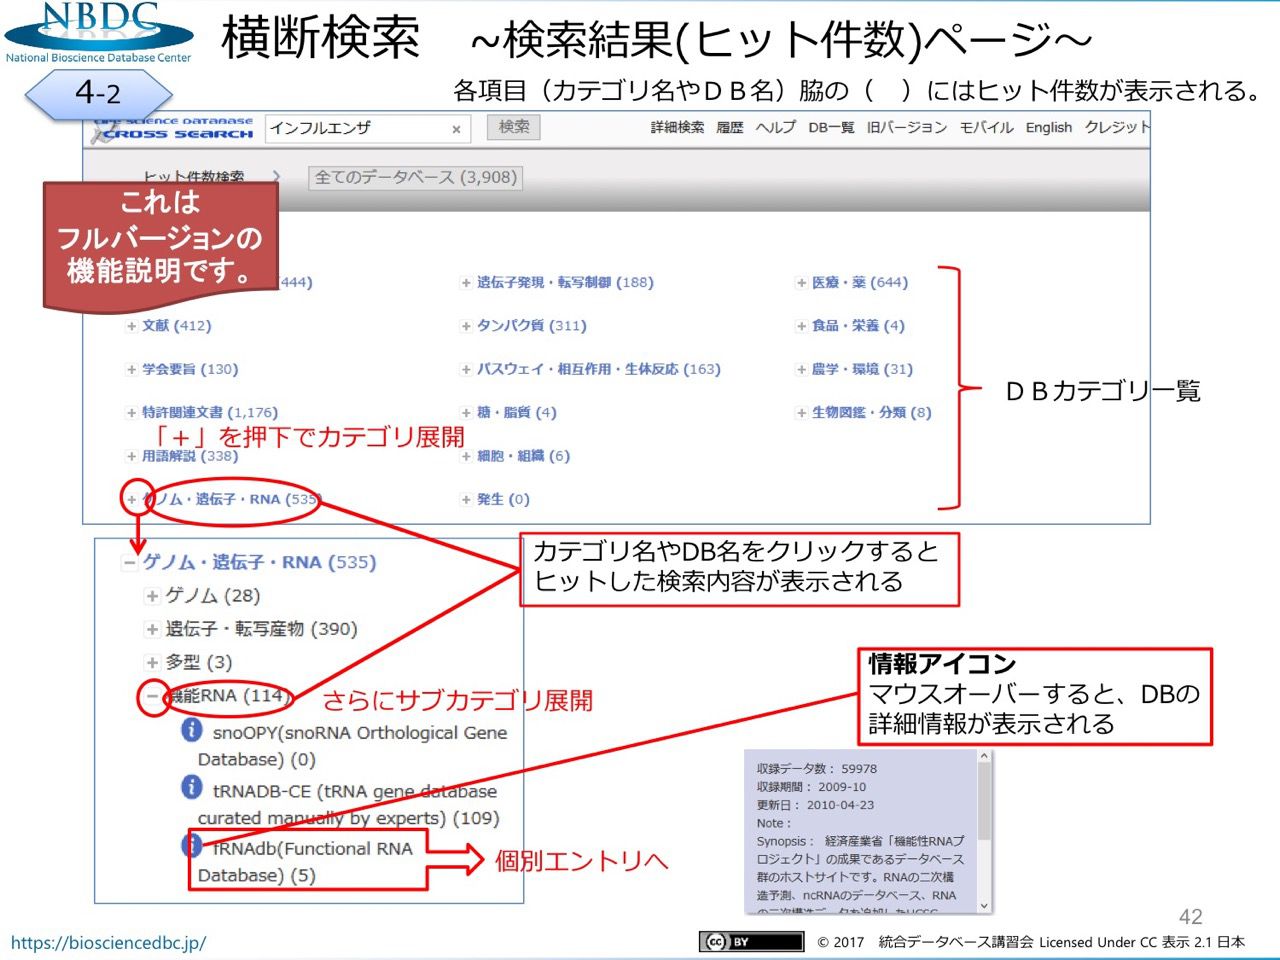 NBDC
National Bioscience Database Center
横断検索 ~検索結果(ヒット件数)ページ～
4-2
各項目（カテゴリ名やＤＢ名）脇の（　）にはヒット件数が表示される。
LIFE SCIENCE DATABASE
CROSS SEARCH
インフルエンザ ×
検索
詳細検索 履歴 ヘルプ DB一覧 旧バージョン モバイル English クレジット
ヒット件数検索
全てのデータベース (3,908)
これは
フルバージョンの
機能説明です。
444)
+ 遺伝子発現・転写制御 (188)
+ 医療・薬 (644)
+ 文献 (412)
+ タンパク質 (311)
+ 食品・栄養 (4)
+ 学会要旨 (130)
+ パスウェイ・相互作用・生体反応 (163)
+ 農学・環境 (31)
+ 特許関連文書 (1,176)
+ 糖・脂質 (4)
+ 生物図鑑・分類 (8)
ＤＢカテゴリ一覧
「＋」を押下でカテゴリ展開
+ 用語解説 (338)
+ 細胞・組織 (6)
+ ゲノム・遺伝子・RNA (535)
+ 発生 (0)
− ゲノム・遺伝子・RNA (535)
+ ゲノム (28)
+ 遺伝子・転写産物 (390)
+ 多型 (3)
− 機能RNA (114)
さらにサブカテゴリ展開
i snoOPY(snoRNA Orthological Gene
Database) (0)
i tRNADB-CE (tRNA gene database
curated manually by experts) (109)
i fRNAdb(Functional RNA
Database) (5)
個別エントリへ
カテゴリ名やDB名をクリックすると
ヒットした検索内容が表示される
情報アイコン
マウスオーバーすると、DBの
詳細情報が表示される
収録データ数： 59978
収録期間： 2009-10
更新日： 2010-04-23
Note：
Synopsis： 経済産業省「機能性RNAプ
ロジェクト」の成果であるデータベース
群のホストサイトです。RNAの二次構
造予測、ncRNAのデータベース、RNA
の二次構造データを追加したUCSC
42
https://biosciencedbc.jp/
cc BY
© 2017 統合データベース講習会 Licensed Under CC 表示 2.1 日本